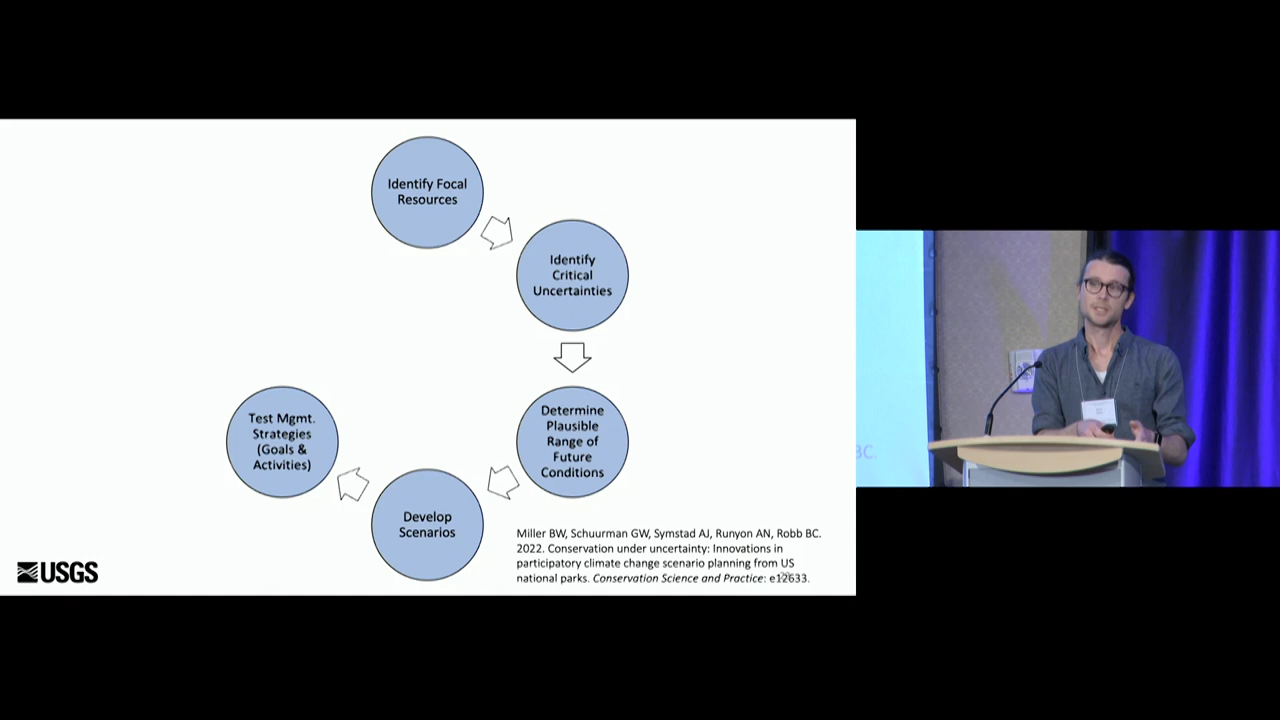 Identify Focal
Resources
Identify
Critical
Uncertainties
Determine
Plausible
Range of
Future
Conditions
Develop
Scenarios
Test Mgmt.
Strategies
(Goals &
Activities)
Miller BW, Schuurman GW, Symstad AJ, Runyon AN, Robb BC.
2022. Conservation under uncertainty: Innovations in
participatory climate change scenario planning from US
national parks. Conservation Science and Practice: e12633.
USGS
BC.